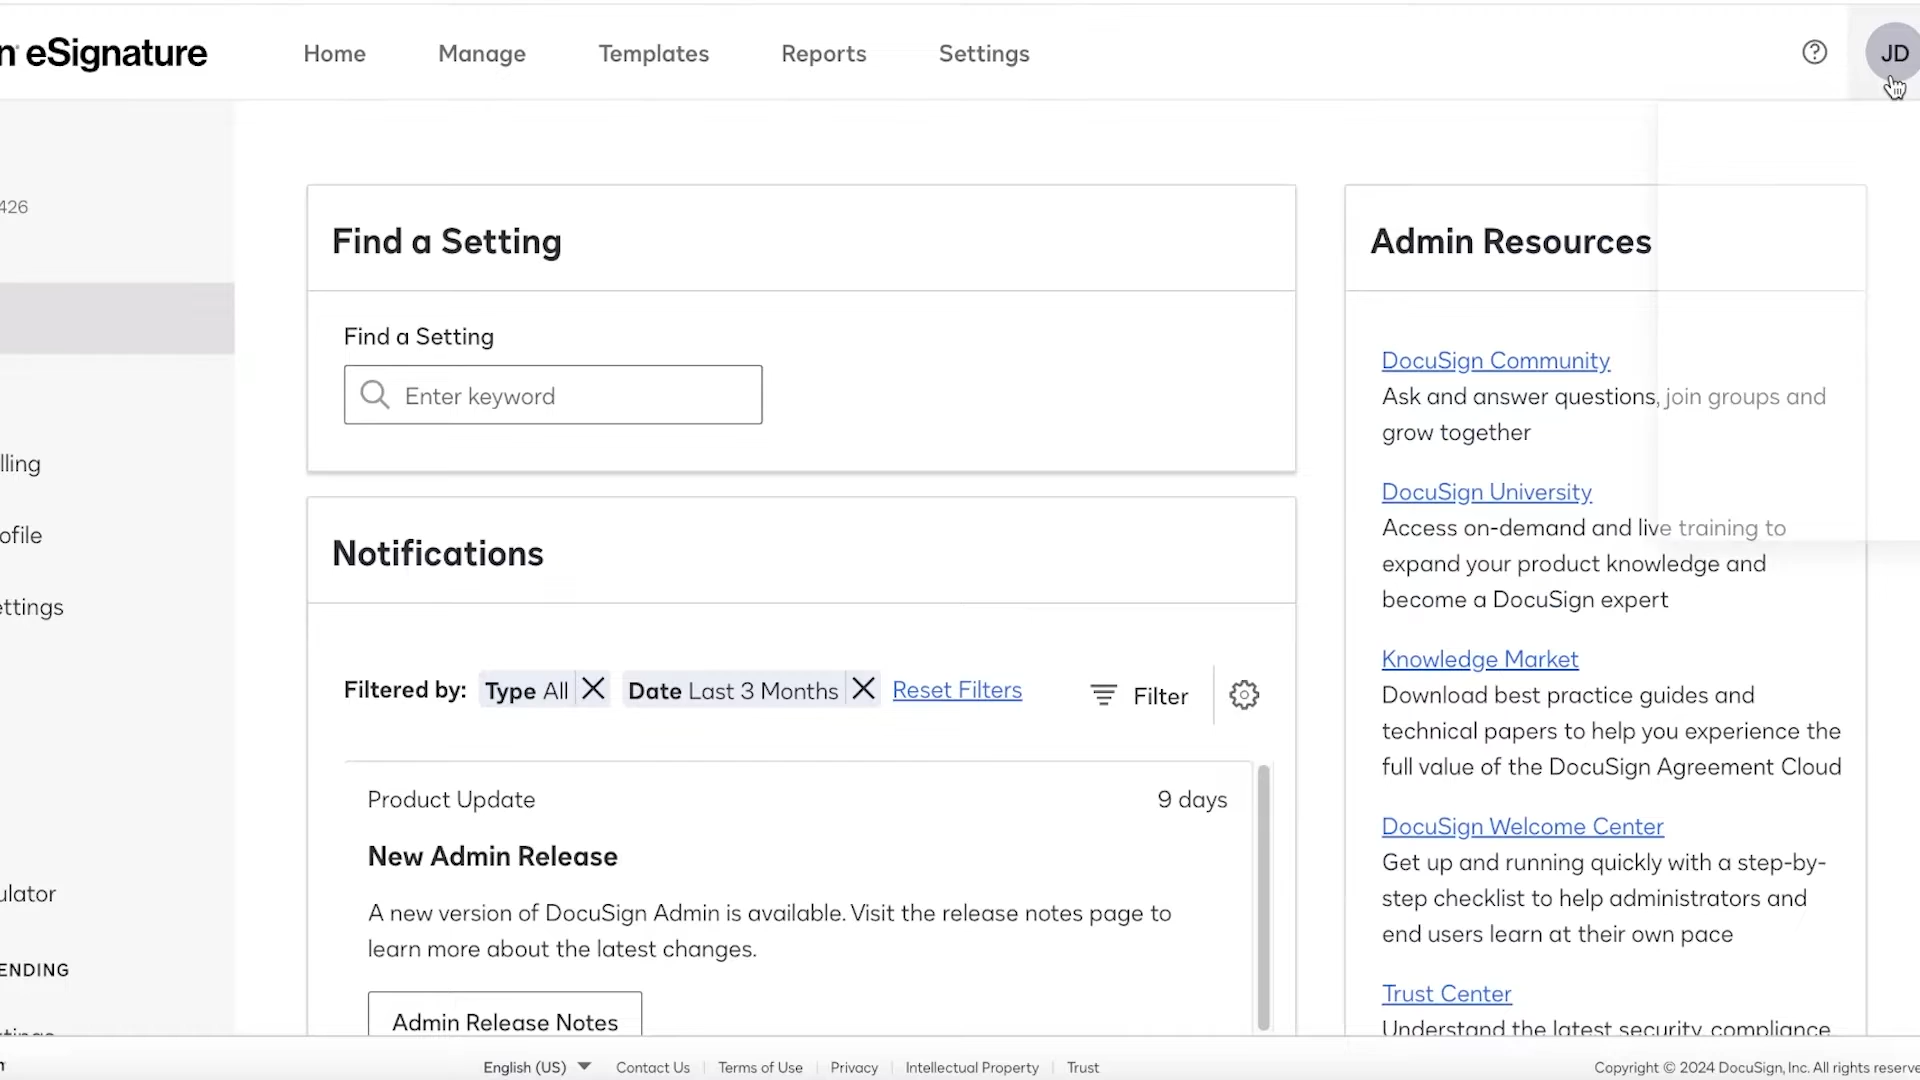 n eSignature
Home
Manage
Templates
Reports
Settings
JD
426
lling
ofile
ettings
ulator
ENDING
Find a Setting
Find a Setting
Enter keyword
Notifications
Filtered by: Type All Date Last 3 Months Reset Filters Filter
Product Update 9 days
New Admin Release
A new version of DocuSign Admin is available. Visit the release notes page to
learn more about the latest changes.
Admin Release Notes
Admin Resources
DocuSign Community
Ask and answer questions, join groups and
grow together
DocuSign University
Access on-demand and live training to
expand your product knowledge and
become a DocuSign expert
Knowledge Market
Download best practice guides and
technical papers to help you experience the
full value of the DocuSign Agreement Cloud
DocuSign Welcome Center
Get up and running quickly with a step-by-
step checklist to help administrators and
end users learn at their own pace
Trust Center
Understand the latest security, compliance
English (US) Contact Us Terms of Use Privacy Intellectual Property Trust
Copyright © 2024 DocuSign, Inc. All rights reserve